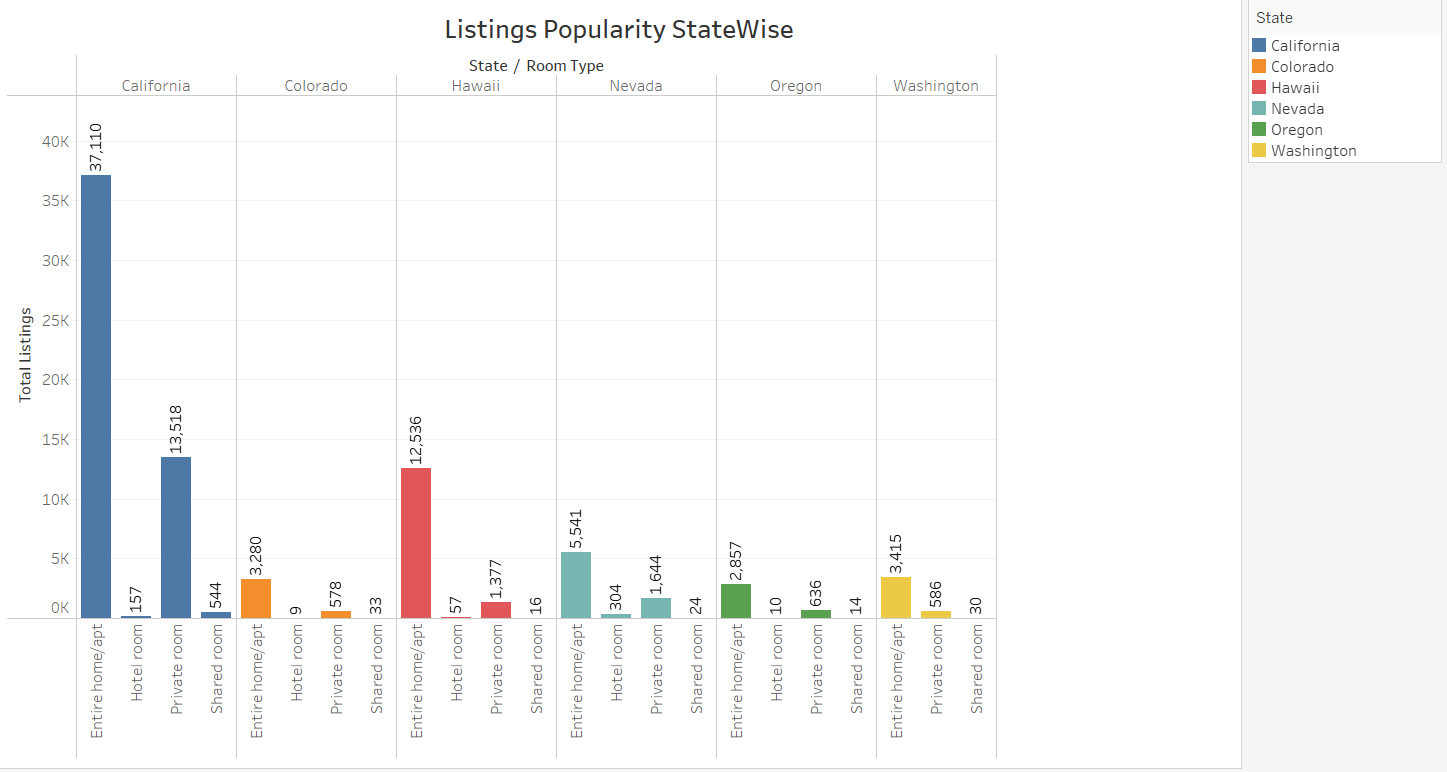 Listings Popularity StateWise
State / Room Type
California Colorado Hawaii Nevada Oregon Washington
Total Listings
40K
35K
30K
25K
20K
15K
10K
5K
0K
37,110 157 13,518 544 3,280 9 578 33 12,536 57 1,377 16 5,541 304 1,644 24 2,857 10 636 14 3,415 586 30
Entire home/apt Hotel room Private room Shared room Entire home/apt Hotel room Private room Shared room Entire home/apt Hotel room Private room Shared room Entire home/apt Hotel room Private room Shared room Entire home/apt Hotel room Private room Shared room Entire home/apt Private room Shared room
State
California
Colorado
Hawaii
Nevada
Oregon
Washington